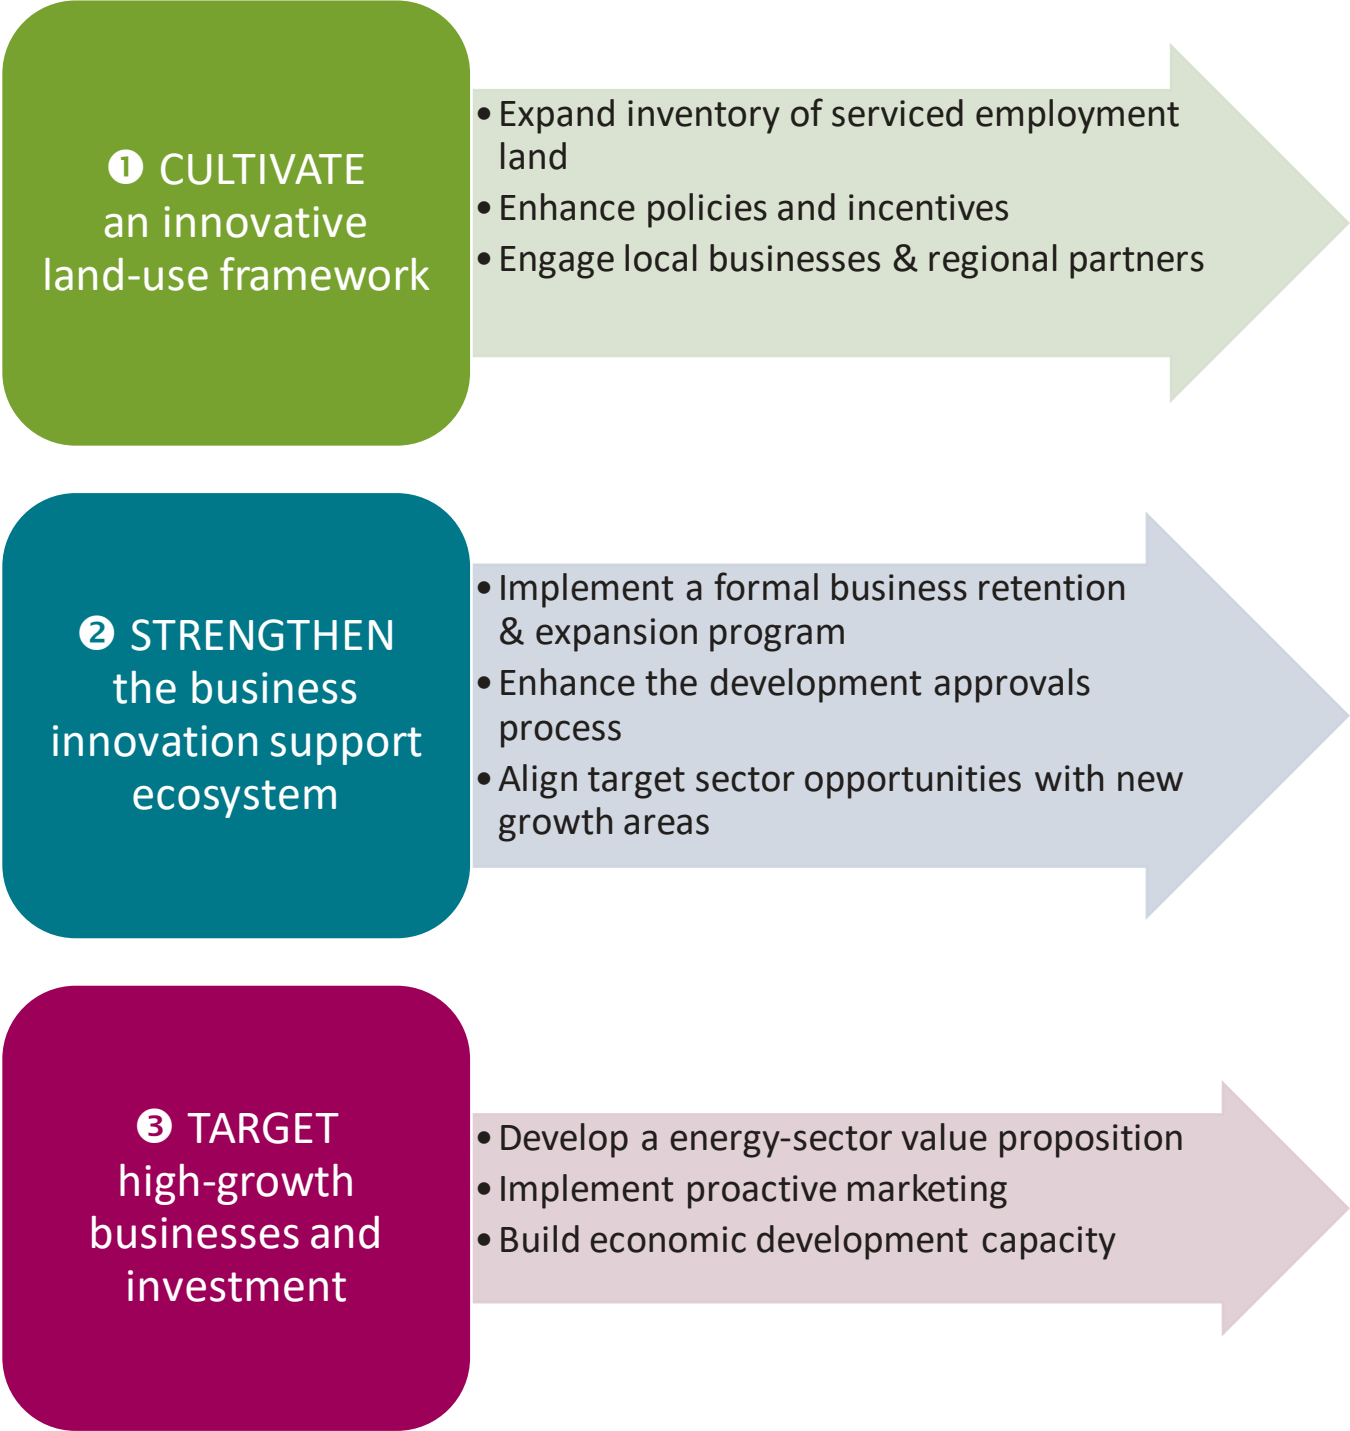 ❶ CULTIVATE
an innovative
land-use framework
• Expand inventory of serviced employment
land
• Enhance policies and incentives
• Engage local businesses & regional partners
❷ STRENGTHEN
the business
innovation support
ecosystem
• Implement a formal business retention
& expansion program
• Enhance the development approvals
process
• Align target sector opportunities with new
growth areas
❸ TARGET
high-growth
businesses and
investment
• Develop a energy-sector value proposition
• Implement proactive marketing
• Build economic development capacity